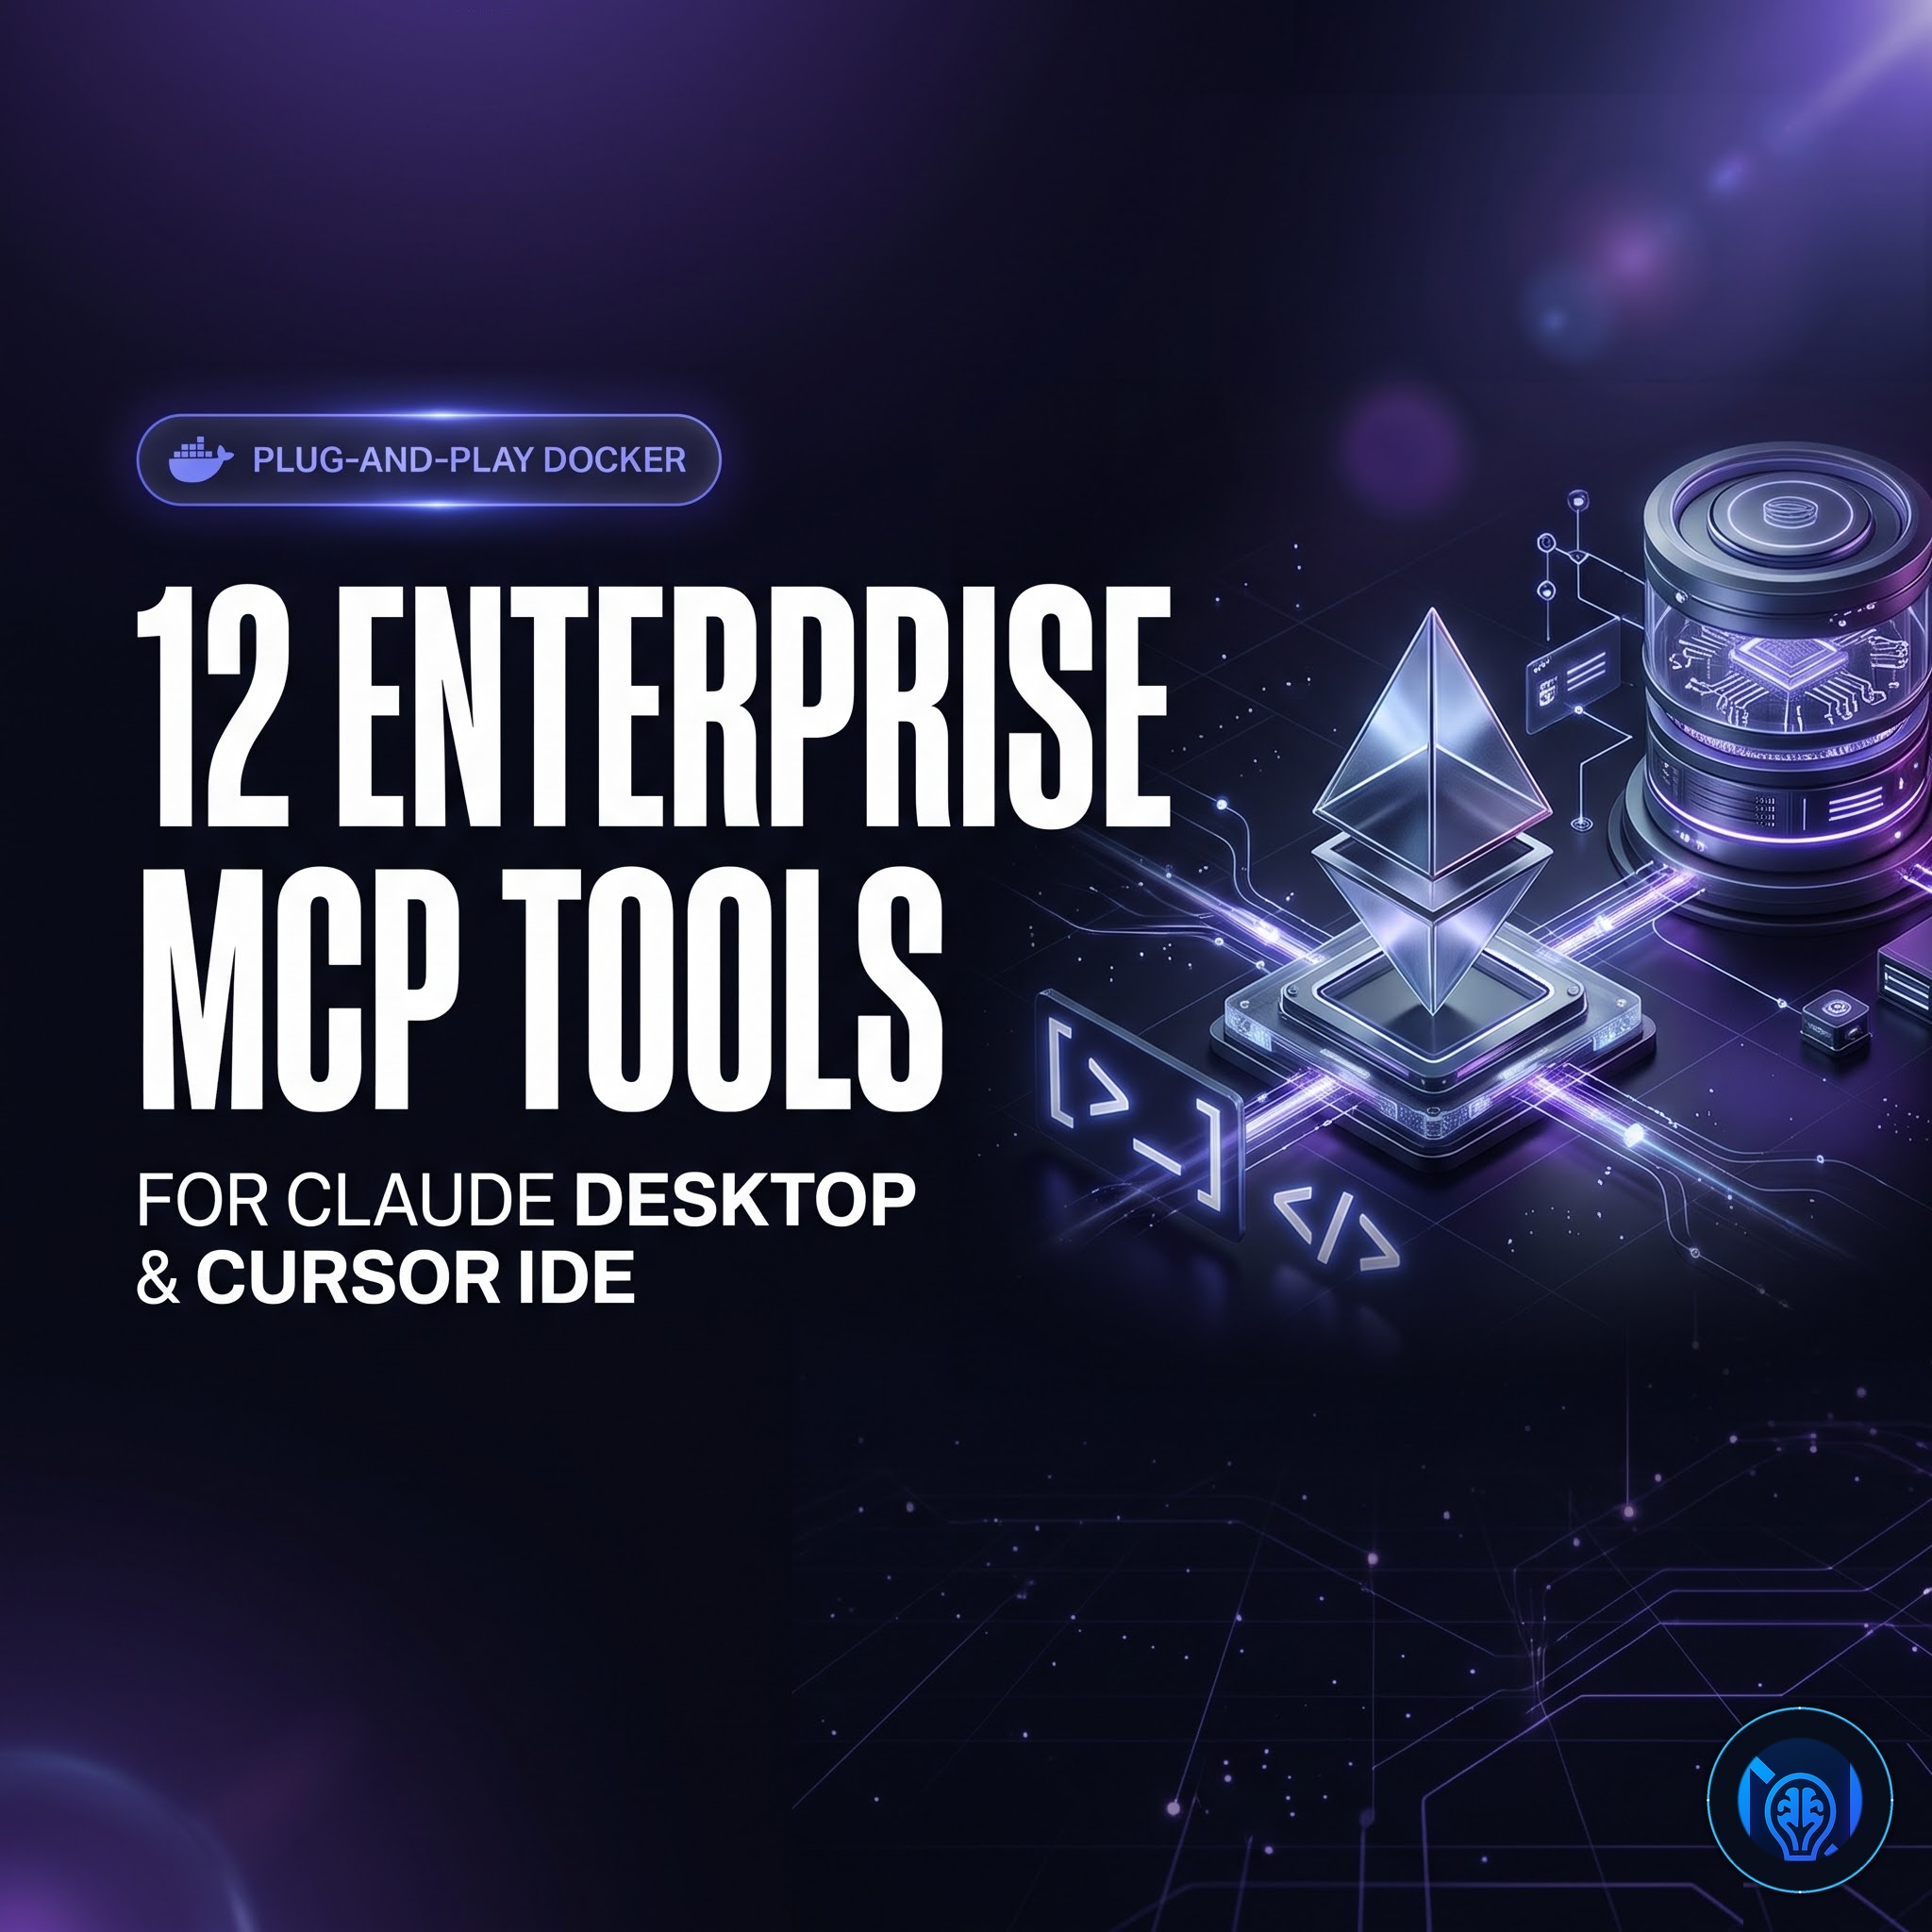 PLUG-AND-PLAY DOCKER
12 ENTERPRISE
MCP TOOLS
FOR CLAUDE DESKTOP
& CURSOR IDE
[>_]
</>